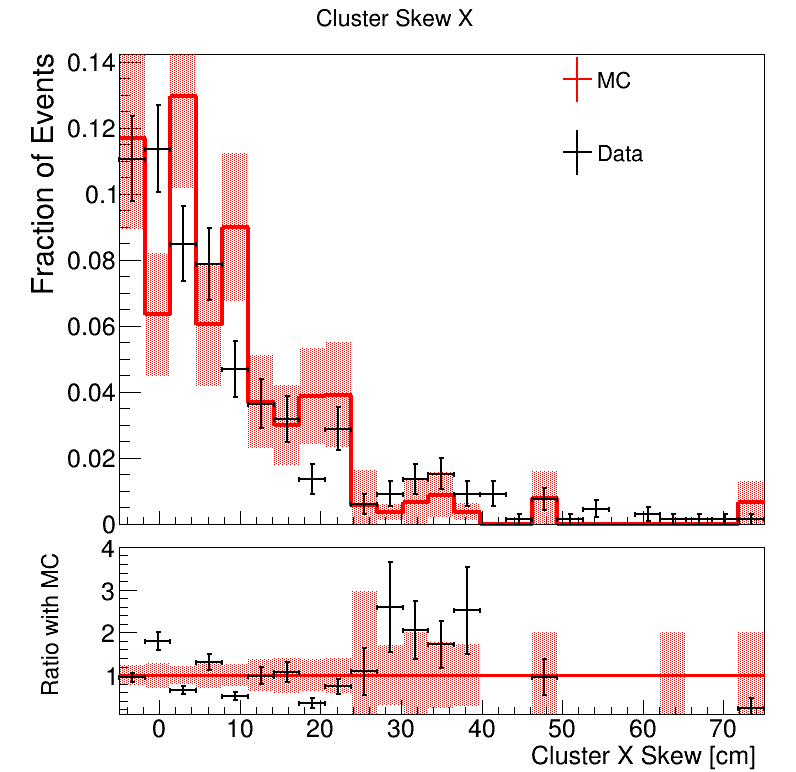 Cluster Skew X
Fraction of Events
0.14
0.12
0.1
0.08
0.06
0.04
0.02
0
MC
Data
Ratio with MC
4
3
2
1
0 10 20 30 40 50 60 70
Cluster X Skew [cm]